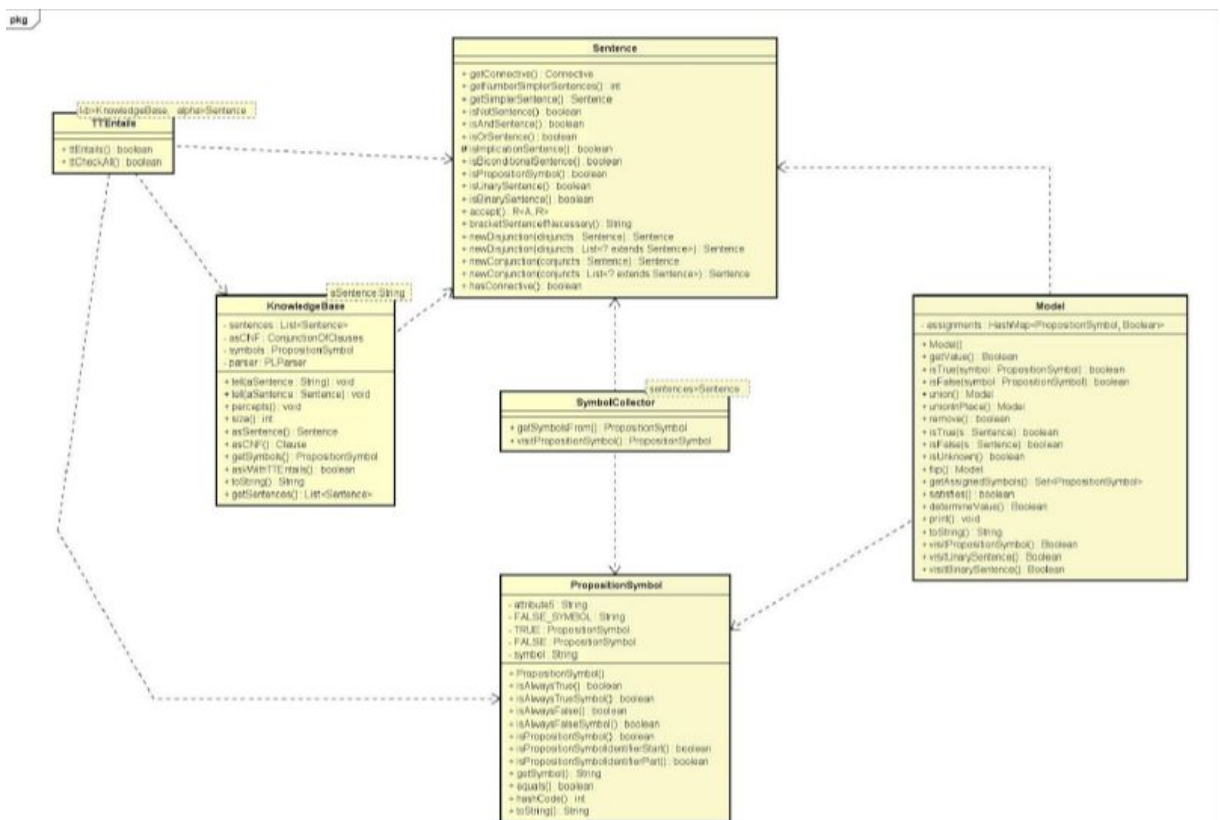 pkg
Sentence
+ getConnective() : Connective
+ getNumberSimplerSentences() : int
+ getSimplerSentence() : Sentence
+ isNotSentence() : boolean
+ isAndSentence() : boolean
+ isOrSentence() : boolean
# isImplicationSentence() : boolean
+ isBiconditionalSentence() : boolean
+ isPropositionSymbol() : boolean
+ isUnarySentence() : boolean
+ isBinarySentence() : boolean
+ accept() : R<A, R>
+ bracketSentenceIfNecessary() : String
+ newDisjunction(disjuncts : Sentence) : Sentence
+ newDisjunction(disjuncts : List<? extends Sentence>) : Sentence
+ newConjunction(conjuncts : Sentence) : Sentence
+ newConjunction(conjuncts : List<? extends Sentence>) : Sentence
+ hasConnective() : boolean
kb>KnowledgeBase, alpha>Sentence
TTEntails
+ ttEntails() : boolean
+ ttCheckAll() : boolean
aSentence:String
KnowledgeBase
- sentences : List<Sentence>
- asCNF : ConjunctionOfClauses
- symbols : PropositionSymbol
- parser : PLParser
+ tell(aSentence : String) : void
+ tell(aSentence : Sentence) : void
+ percepts() : void
+ size() : int
+ asSentence() : Sentence
+ asCNF() : Clause
+ getSymbols() : PropositionSymbol
+ askWithTTEntails() : boolean
+ toString() : String
+ getSentences() : List<Sentence>
sentences>Sentence
SymbolCollector
+ getSymbolsFrom() : PropositionSymbol
+ visitPropositionSymbol() : PropositionSymbol
Model
- assignments : HashMap<PropositionSymbol, Boolean>
+ Model()
+ getValue() : Boolean
+ isTrue(symbol : PropositionSymbol) : boolean
+ isFalse(symbol : PropositionSymbol) : boolean
+ union() : Model
+ unionInPlace() : Model
+ remove() : boolean
+ isTrue(s : Sentence) : boolean
+ isFalse(s : Sentence) : boolean
+ isUnknown() : boolean
+ flip() : Model
+ getAssignedSymbols() : Set<PropositionSymbol>
+ satisfies() : boolean
+ determineValue() : Boolean
+ print() : void
+ toString() : String
+ visitPropositionSymbol() : Boolean
+ visitUnarySentence() : Boolean
+ visitBinarySentence() : Boolean
PropositionSymbol
- attribute5 : String
- FALSE_SYMBOL : String
- TRUE : PropositionSymbol
- FALSE : PropositionSymbol
- symbol : String
+ PropositionSymbol()
+ isAlwaysTrue() : boolean
+ isAlwaysTrueSymbol() : boolean
+ isAlwaysFalse() : boolean
+ isAlwaysFalseSymbol() : boolean
+ isPropositionSymbol() : boolean
+ isPropositionSymbolIdentifierStart() : boolean
+ isPropositionSymbolIdentifierPart() : boolean
+ getSymbol() : String
+ equals() : boolean
+ hashCode() : int
+ toString() : String